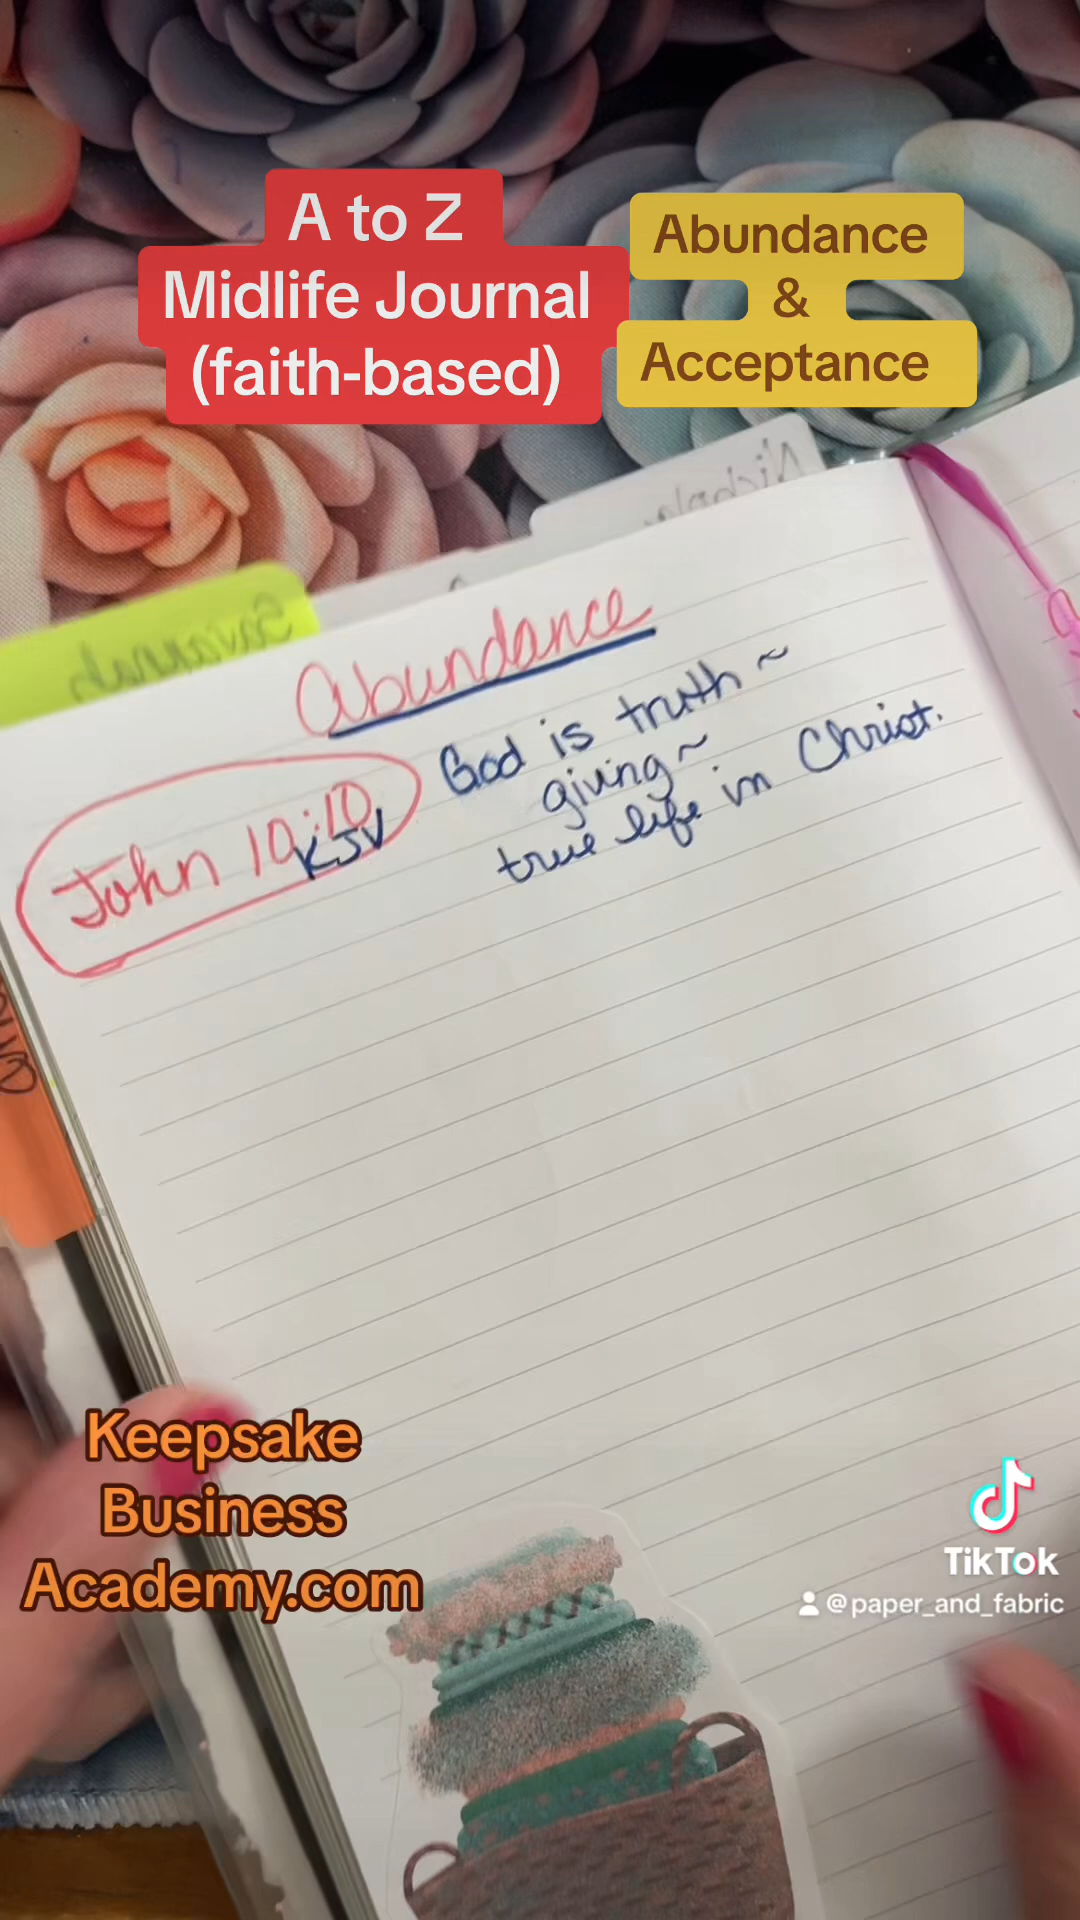 A to Z
Midlife Journal
(faith-based)
Abundance
&
Acceptance
Savannah
Abundance
God is truth ~
giving ~
true life in Christ.
John 10:10
KJV
Keepsake
Business
Academy.com
TikTok
@paper_and_fabric